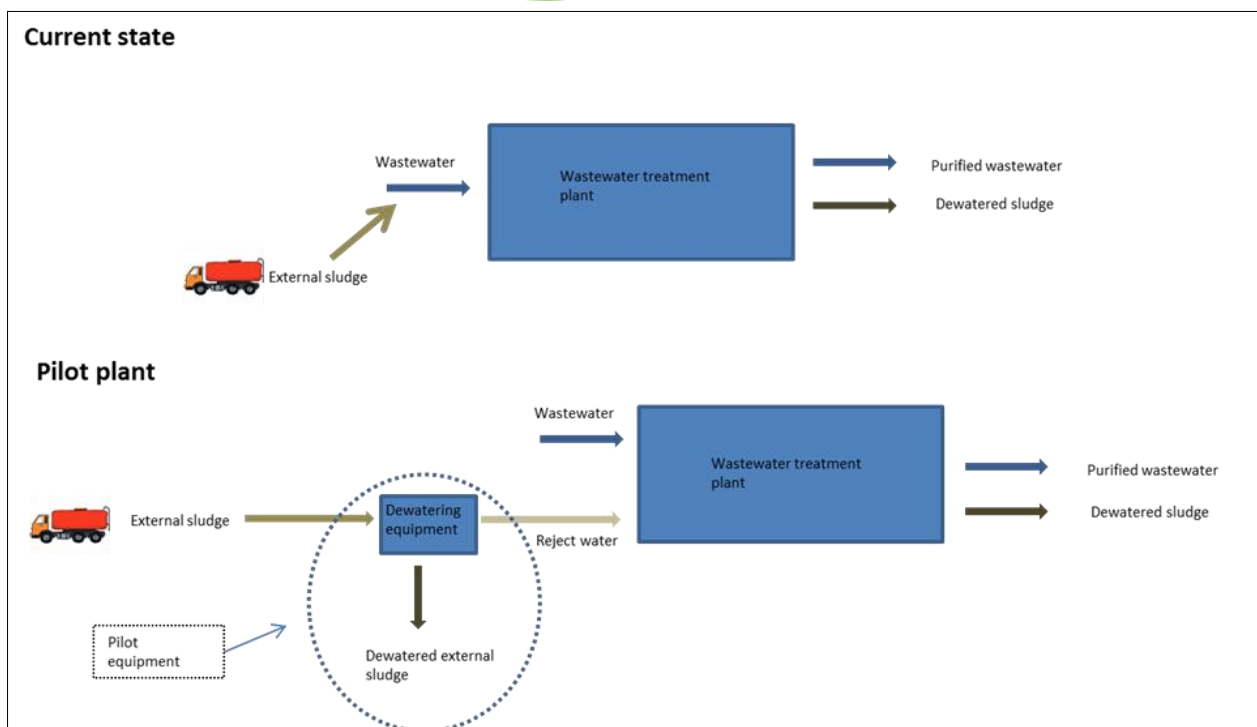 Current state
Wastewater
Wastewater treatment
plant
Purified wastewater
Dewatered sludge
External sludge
Pilot plant
Wastewater
Wastewater treatment
plant
Purified wastewater
Dewatered sludge
External sludge
Dewatering
equipment
Reject water
Pilot
equipment
Dewatered external
sludge